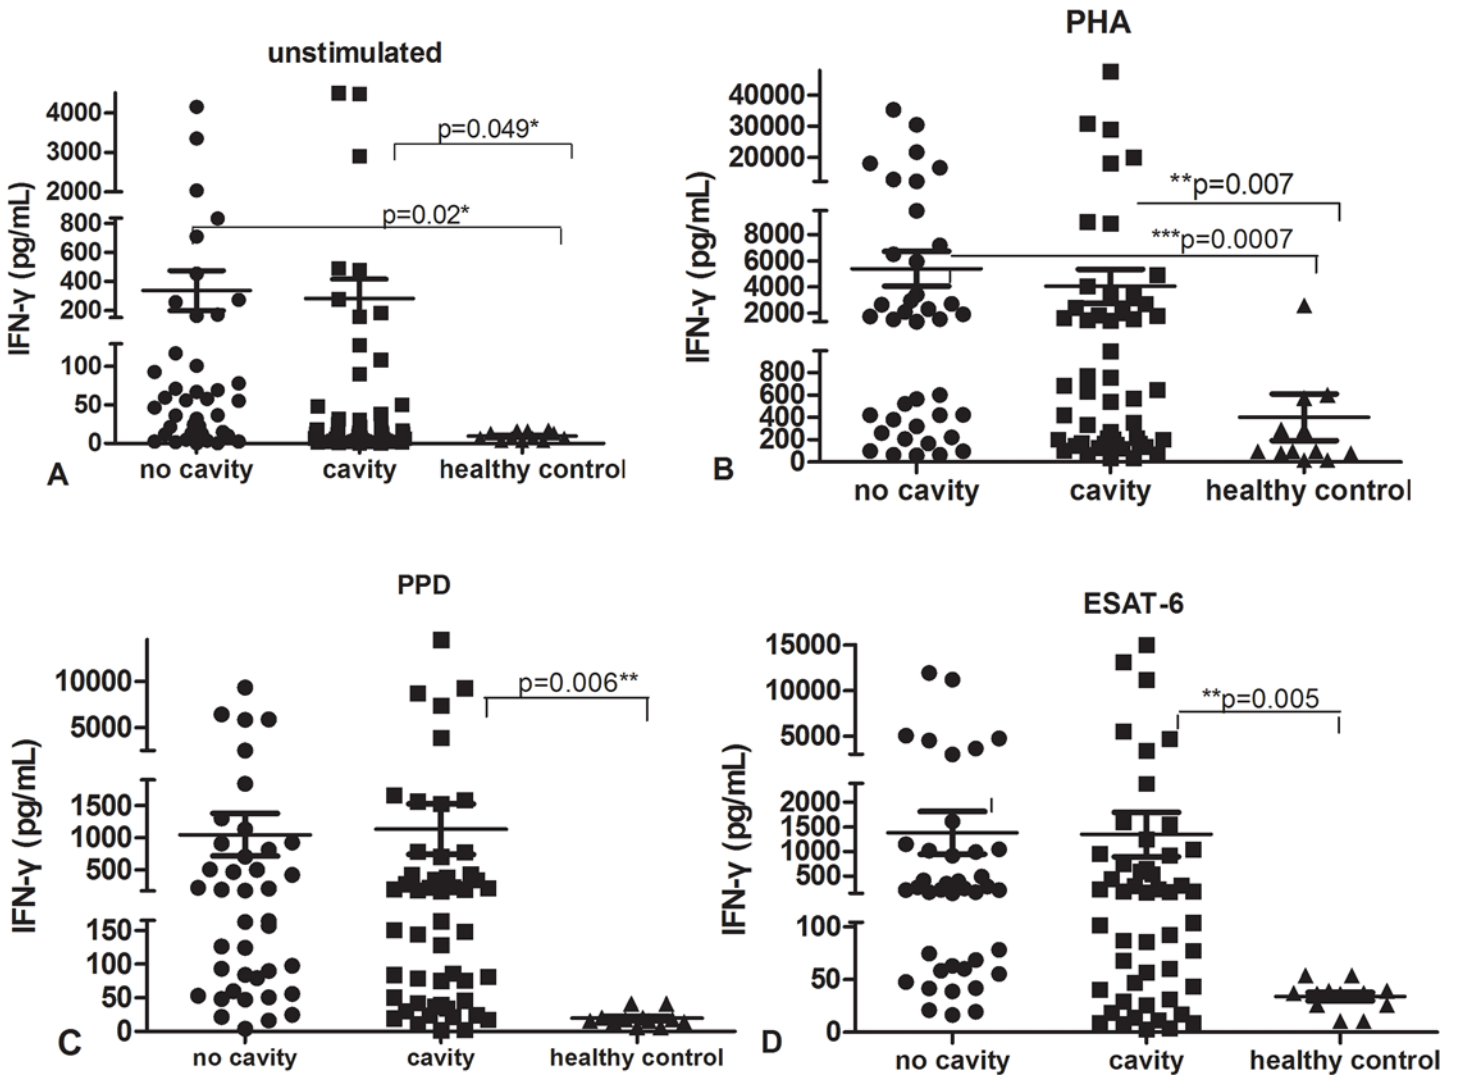 unstimulated
IFN-γ (pg/mL)
4000
3000
2000
800
600
400
200
100
50
0
p=0.049*
p=0.02*
no cavity
cavity
healthy control
A
PHA
IFN-γ (pg/mL)
40000
30000
20000
8000
6000
4000
2000
800
600
400
200
0
**p=0.007
***p=0.0007
no cavity
cavity
healthy control
B
PPD
IFN-γ (pg/mL)
10000
5000
1500
1000
500
150
100
50
0
p=0.006**
no cavity
cavity
healthy control
C
ESAT-6
IFN-γ (pg/mL)
15000
10000
5000
2000
1500
1000
500
100
50
0
**p=0.005
no cavity
cavity
healthy control
D